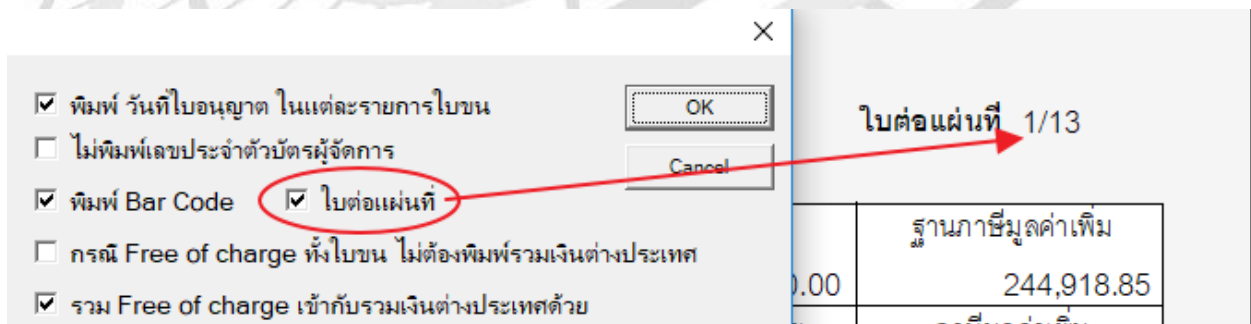 พิมพ์ วันที่ใบอนุญาต ในแต่ละรายการใบขน
OK
ไม่พิมพ์เลขประจำตัวบัตรผู้จัดการ
Cancel
พิมพ์ Bar Code ใบต่อแผ่นที่
กรณี Free of charge ทั้งใบขน ไม่ต้องพิมพ์รวมเงินต่างประเทศ
รวม Free of charge เข้ากับรวมเงินต่างประเทศด้วย
ใบต่อแผ่นที่ 1/13
ฐานภาษีมูลค่าเพิ่ม
0.00 244,918.85